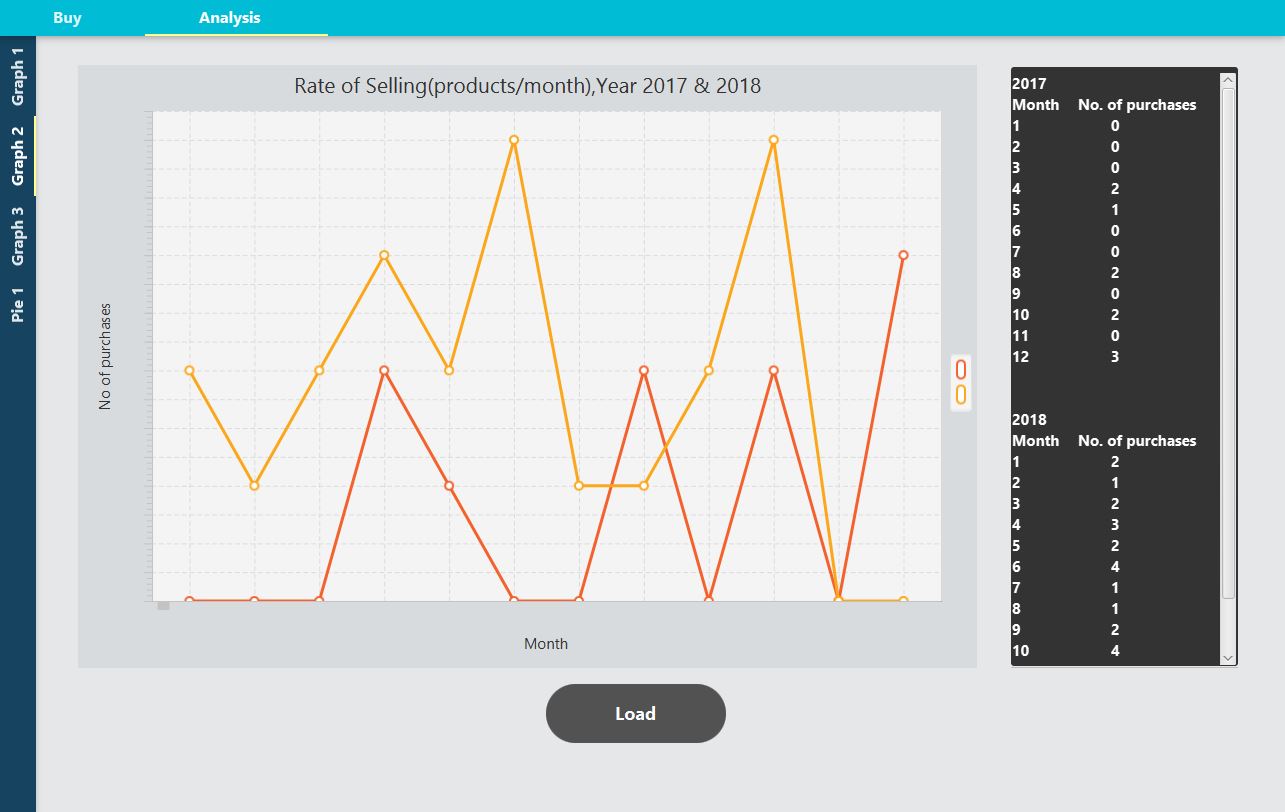 Buy Analysis
Graph 1
Graph 2
Graph 3
Pie 1
Rate of Selling(products/month),Year 2017 & 2018
No of purchases
Month
2017
Month No. of purchases
1 0
2 0
3 0
4 2
5 1
6 0
7 0
8 2
9 0
10 2
11 0
12 3
2018
Month No. of purchases
1 2
2 1
3 2
4 3
5 2
6 4
7 1
8 1
9 2
10 4
Load